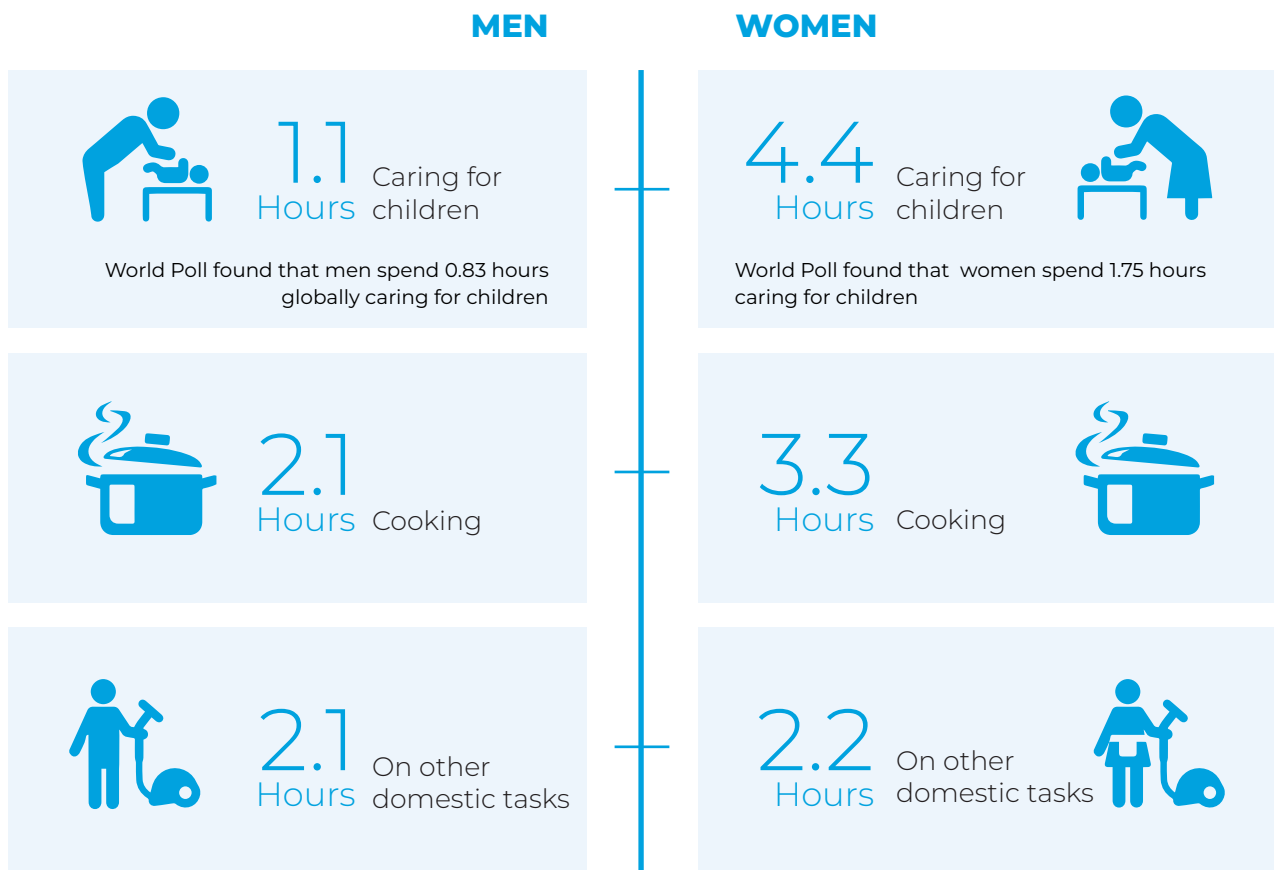 MEN
WOMEN
1.1
Hours
Caring for
children
World Poll found that men spend 0.83 hours
globally caring for children
4.4
Hours
Caring for
children
World Poll found that  women spend 1.75 hours
caring for children
2.1
Hours
Cooking
3.3
Hours
Cooking
2.1
Hours
On other
domestic tasks
2.2
Hours
On other
domestic tasks